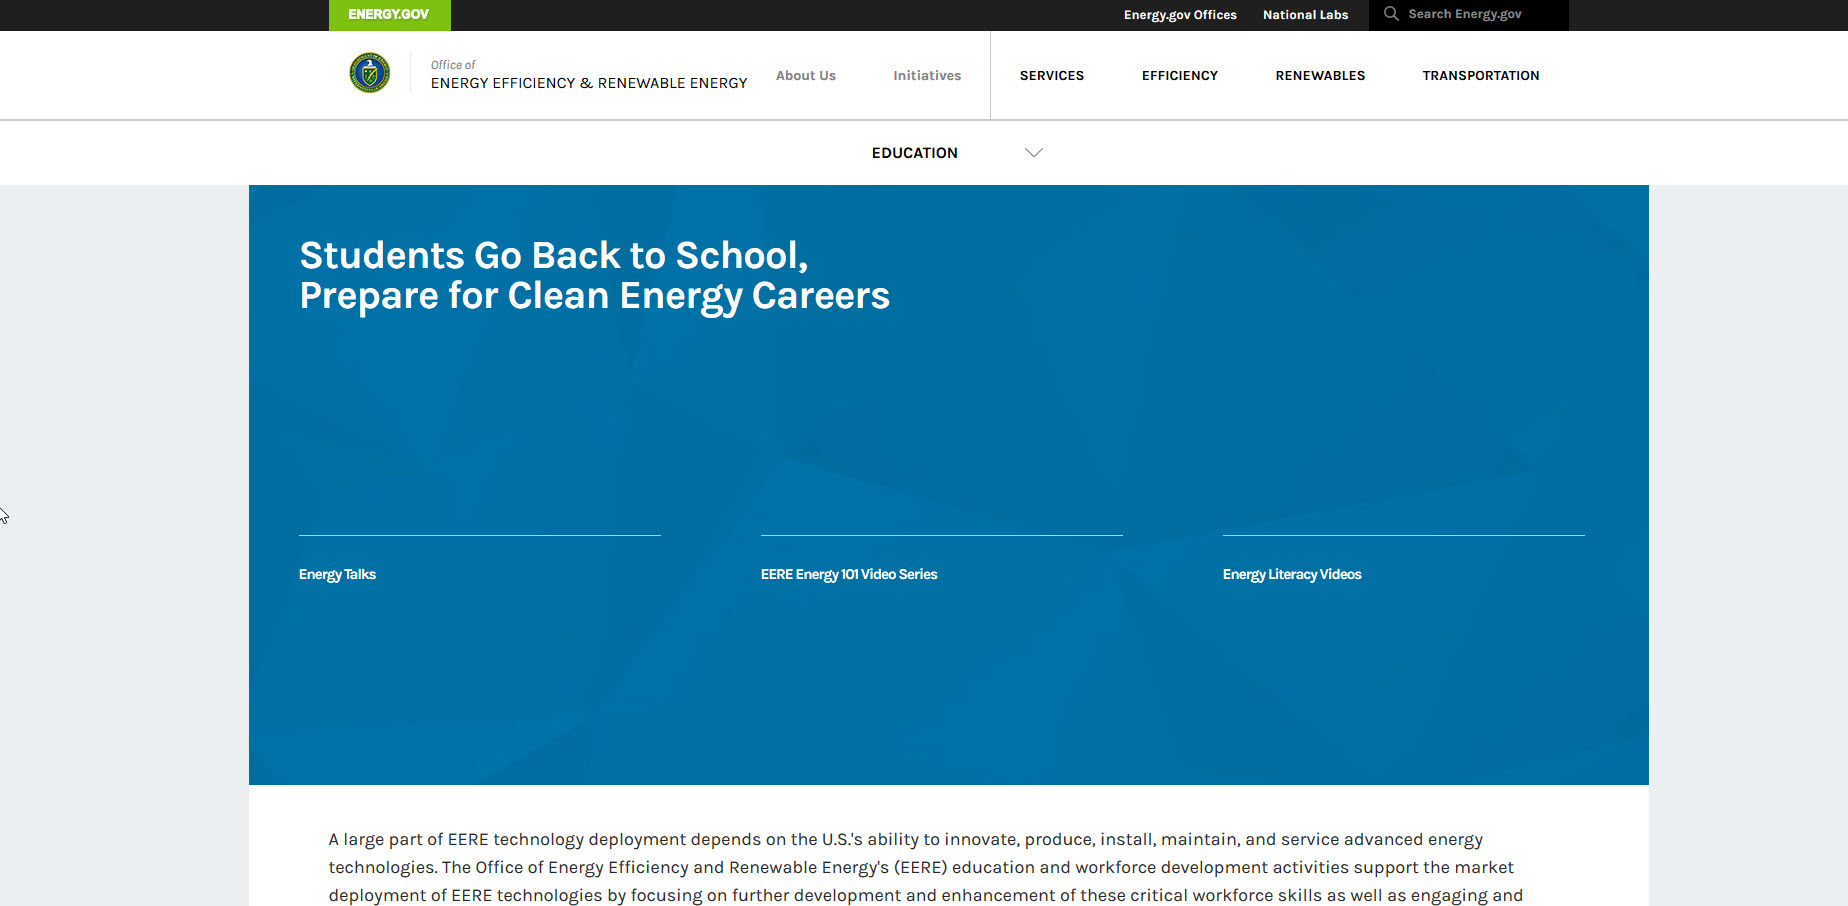 ENERGY.GOV
Energy.gov Offices
National Labs
Search Energy.gov
Office of
ENERGY EFFICIENCY & RENEWABLE ENERGY
About Us
Initiatives
SERVICES
EFFICIENCY
RENEWABLES
TRANSPORTATION
EDUCATION
Students Go Back to School,
Prepare for Clean Energy Careers
Energy Talks
EERE Energy 101 Video Series
Energy Literacy Videos
A large part of EERE technology deployment depends on the U.S.'s ability to innovate, produce, install, maintain, and service advanced energy
technologies. The Office of Energy Efficiency and Renewable Energy's (EERE) education and workforce development activities support the market
deployment of EERE technologies by focusing on further development and enhancement of these critical workforce skills as well as engaging and